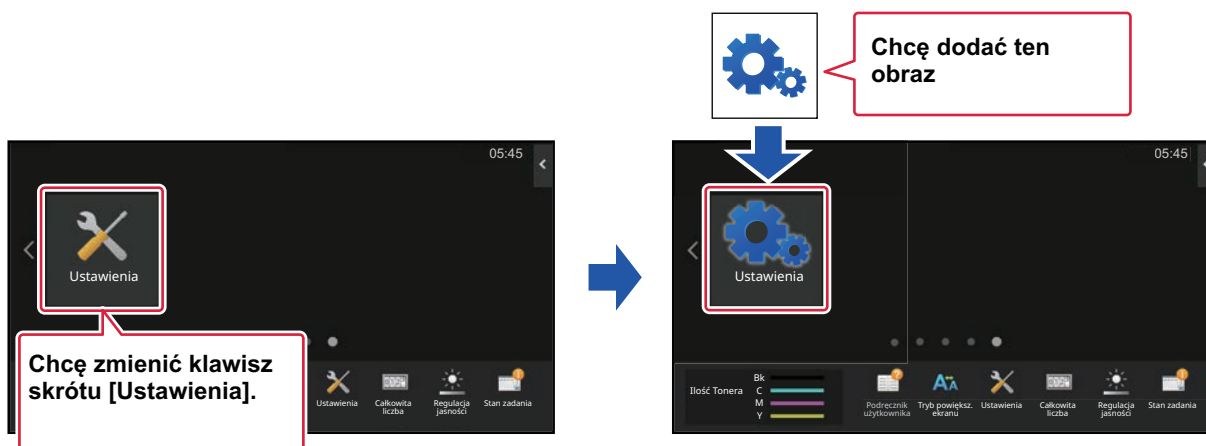 Chcę dodać ten
obraz
05:45
Ustawienia
Chcę zmienić klawisz
skrótu [Ustawienia].
Ustawienia
Całkowita
liczba
Regulacja
jasności
Stan zadania
05:45
Ustawienia
Ilość Tonera
Bk
C
M
Y
Podręcznik
użytkownika
Tryb powiększ.
ekranu
Ustawienia
Całkowita
liczba
Regulacja
jasności
Stan zadania